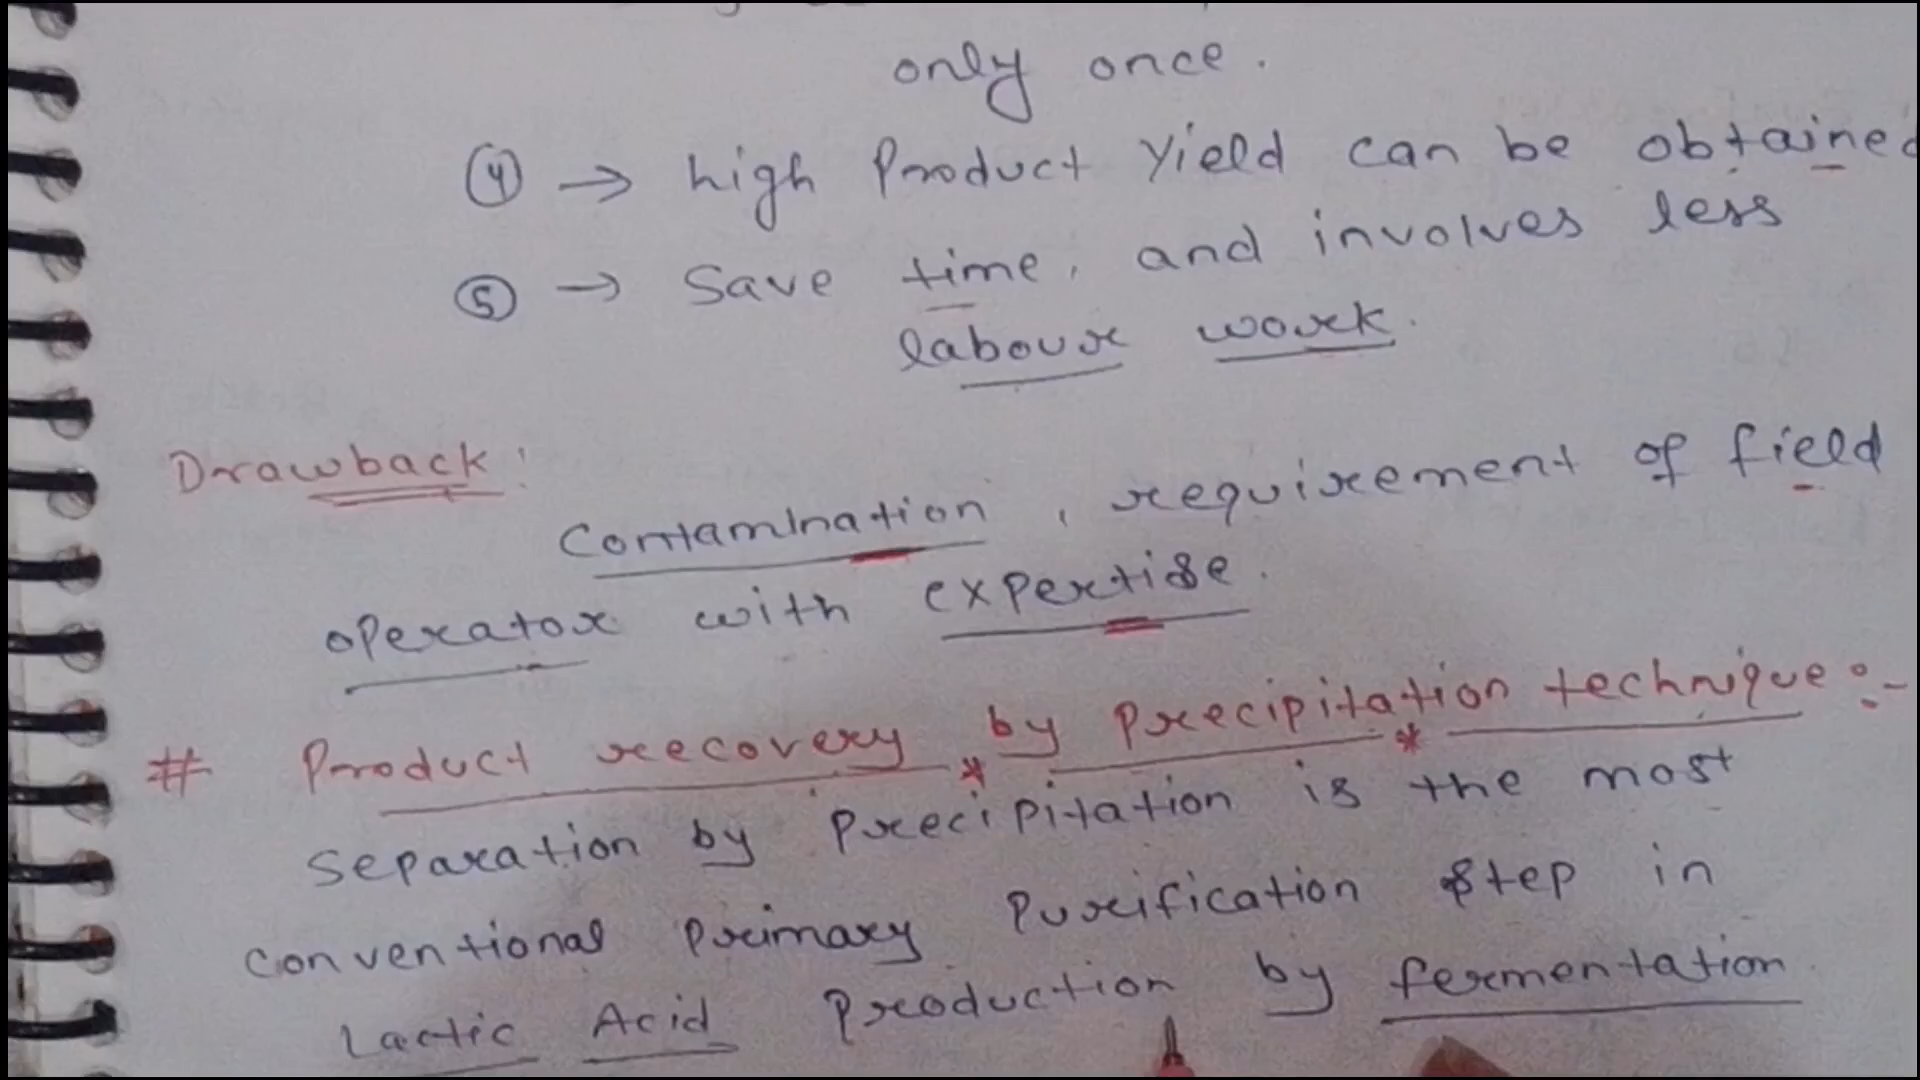 only once.
④ → high Product Yield can be obtained
⑤ → Save time, and involves less
labour work.
Drawback:
Contamination, requirement of field
operator with expertise.
# Product recovery by Precipitation technique:-
Separation by Precipitation is the most
conventional Primary Purification Step in
Lactic Acid Production by fermentation